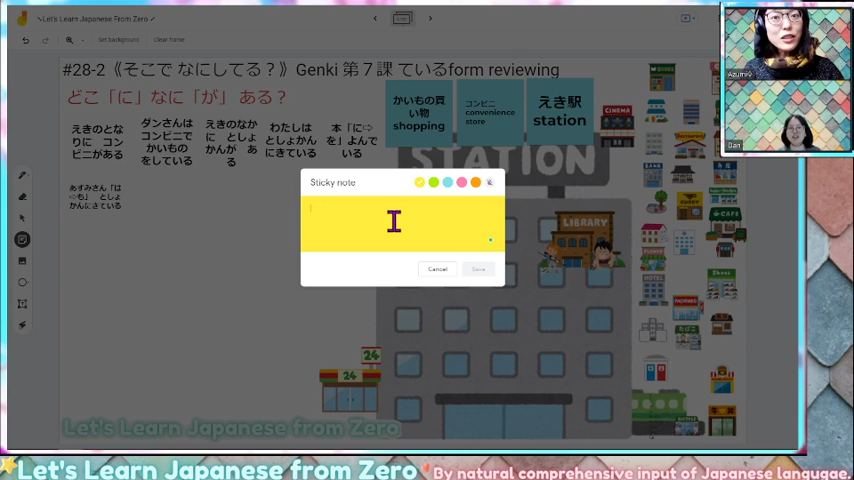 \Let's Learn Japanese From Zero ✓
Set background
Clear frame
#28-2《そこで なにしてる？》Genki 第７課 ているform reviewing
どこ「に」なに「が」 ある？
かいもの買
い物
shopping
コンビニ
convenience
store
えき駅
station
えきのとな
りに コン
ビニがある
ダンさんは
コンビニで
かいもの
をしている
えきのなか
に としょ
かんが あ
る
わたしは
としょかん
にきている
本「に⇨
を」よんで
いる
あずみさん「は
⇨も」 としょ
かんにきている
Sticky note
Cancel
Save
STATION
LIBRARY
CINEMA
BANK
CAFE
HOTEL
24
24
Let's Learn Japanese from Zero
Azumi
Dan
Let's Learn Japanese from Zero
By natural comprehensive input of Japanese langugae.